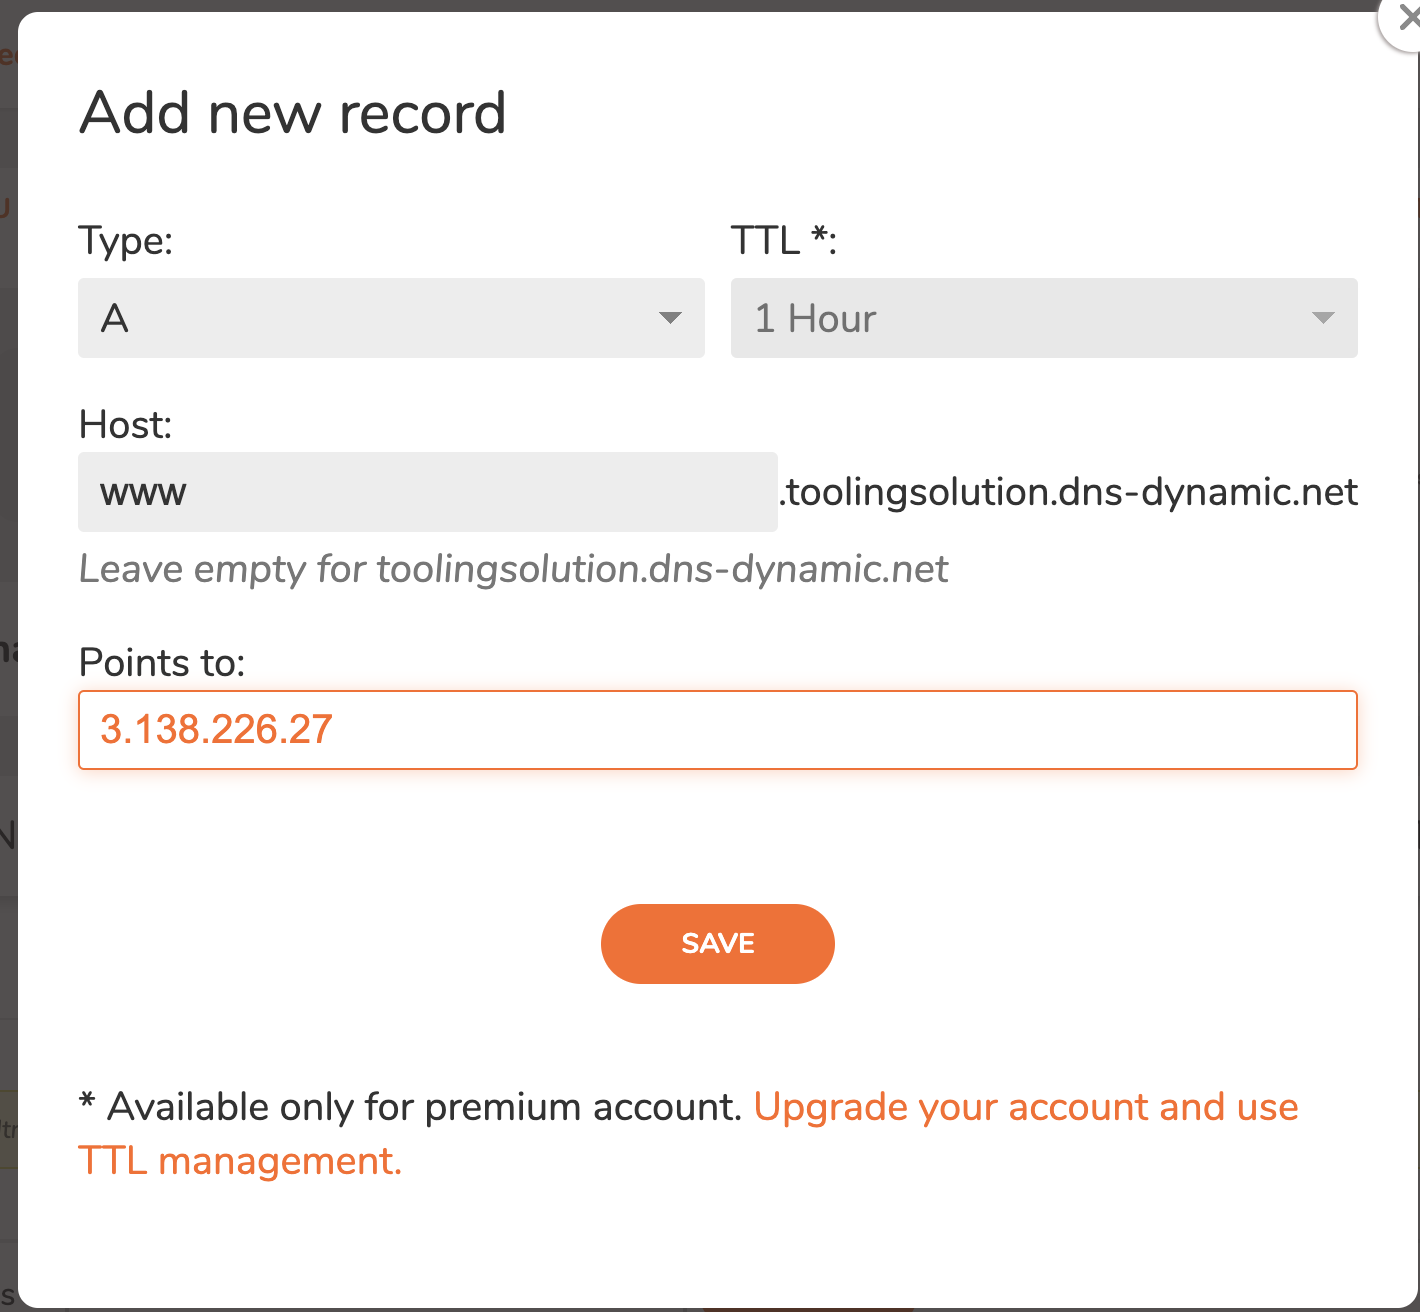 Add new record
Type:
TTL *:
A
1 Hour
Host:
www
.toolingsolution.dns-dynamic.net
Leave empty for toolingsolution.dns-dynamic.net
Points to:
3.138.226.27
SAVE
* Available only for premium account. Upgrade your account and use
TTL management.